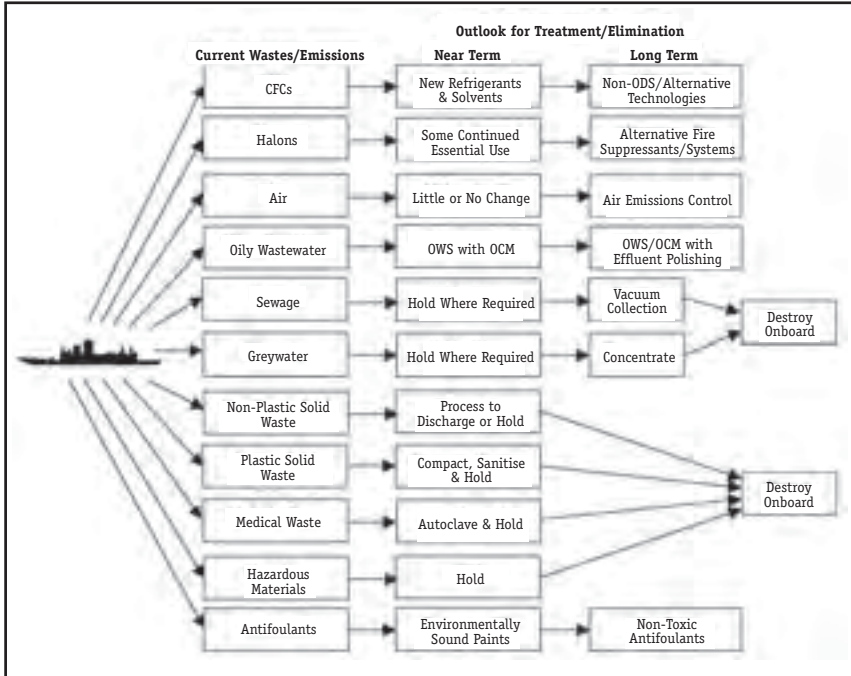 Outlook for Treatment/Elimination
Current Wastes/Emissions
Near Term
Long Term
CFCs
New Refrigerants
& Solvents
Non-ODS/Alternative
Technologies
Halons
Some Continued
Essential Use
Alternative Fire
Suppressants/Systems
Air
Little or No Change
Air Emissions Control
Oily Wastewater
OWS with OCM
OWS/OCM with
Effluent Polishing
Sewage
Hold Where Required
Vacuum
Collection
Destroy
Onboard
Greywater
Hold Where Required
Concentrate
Non-Plastic Solid
Waste
Process to
Discharge or Hold
Plastic Solid
Waste
Compact, Sanitise
& Hold
Destroy
Onboard
Medical Waste
Autoclave & Hold
Hazardous
Materials
Hold
Antifoulants
Environmentally
Sound Paints
Non-Toxic
Antifoulants